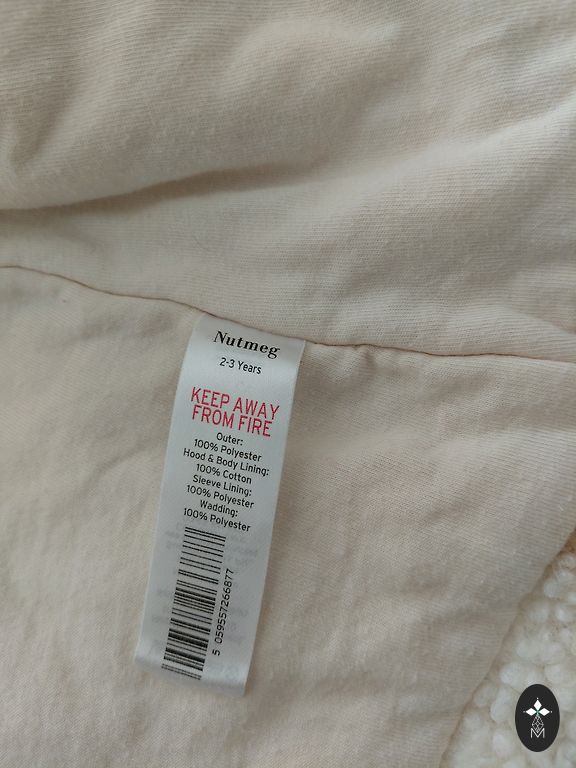 Nutmeg
2-3 Years
KEEP AWAY
FROM FIRE
Outer:
100% Polyester
Hood & Body Lining:
100% Cotton
Sleeve Lining:
100% Polyester
Wadding:
100% Polyester
5 059557266877
M